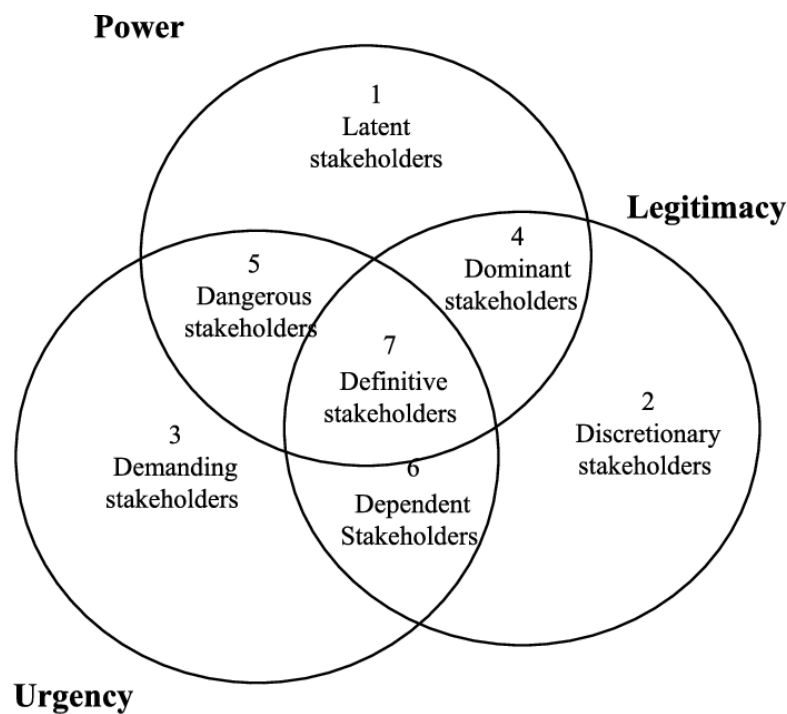 Power
1
Latent
stakeholders
Legitimacy
4
Dominant
stakeholders
5
Dangerous
stakeholders
7
Definitive
stakeholders
2
Discretionary
stakeholders
3
Demanding
stakeholders
6
Dependent
Stakeholders
Urgency